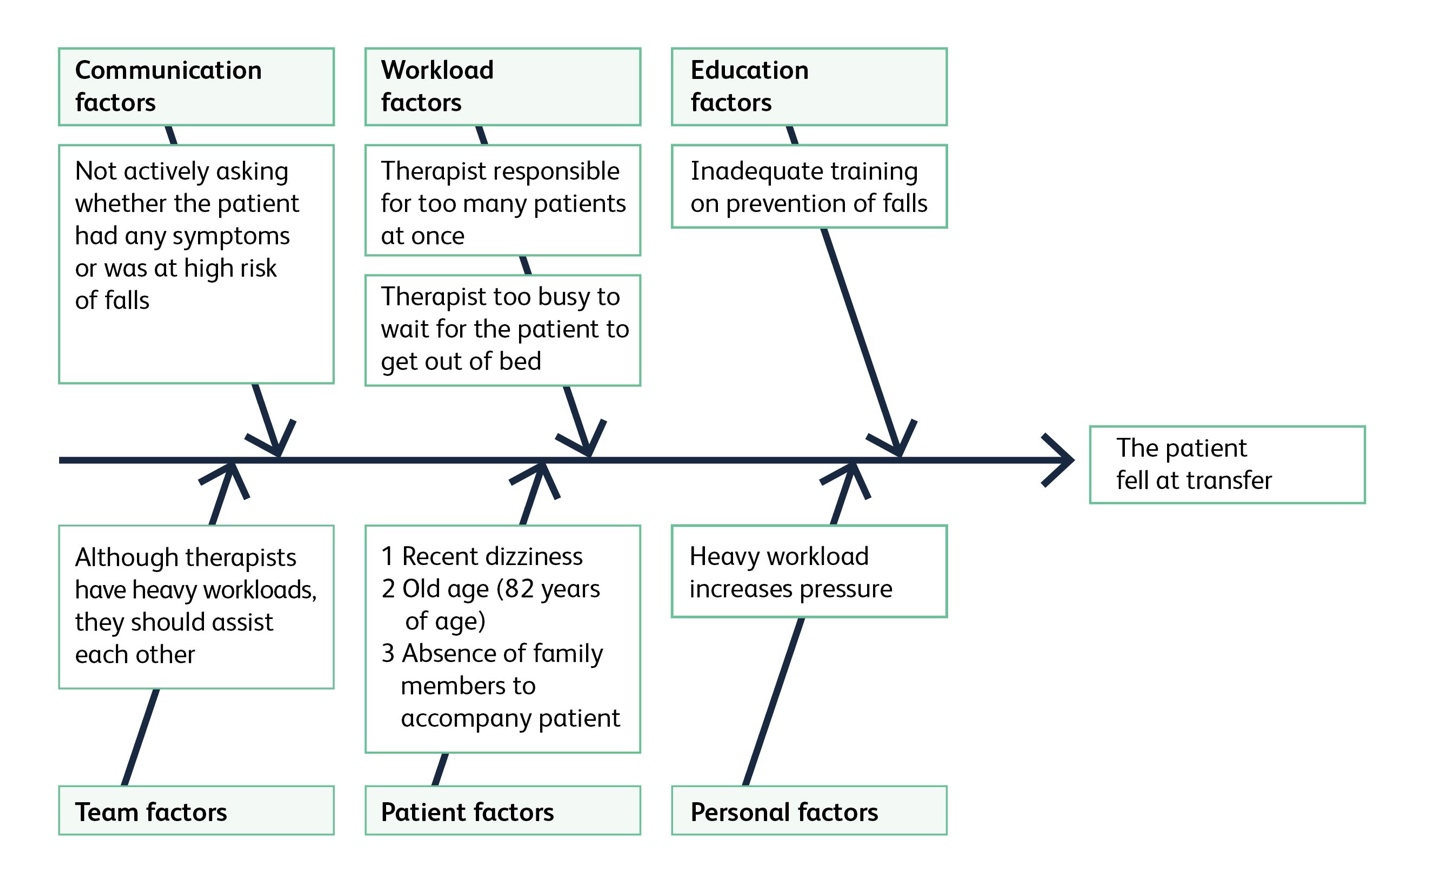 Communication
factors
Workload
factors
Education
factors
Not actively asking
whether the patient
had any symptoms
or was at high risk
of falls
Therapist responsible
for too many patients
at once
Therapist too busy to
wait for the patient to
get out of bed
Inadequate training
on prevention of falls
The patient
fell at transfer
Although therapists
have heavy workloads,
they should assist
each other
1 Recent dizziness
2 Old age (82 years
of age)
3 Absence of family
members to
accompany patient
Heavy workload
increases pressure
Team factors
Patient factors
Personal factors